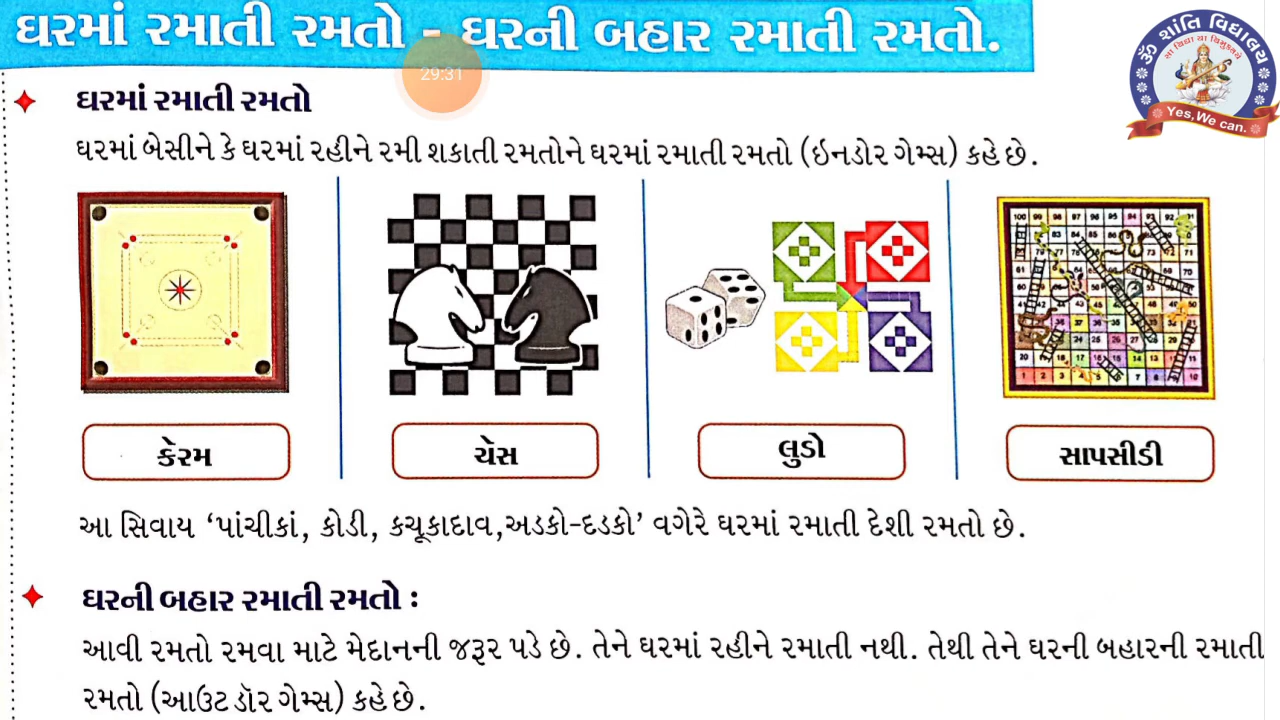 ઘરમાં રમાતી રમતો - ઘરની બહાર રમાતી રમતો.
29:31
ૐ શાંતિ વિદ્યાલય
સા વિદ્યા યા વિમુક્તયે
Yes, We can.
ઘરમાં રમાતી રમતો
ઘરમાં બેસીને કે ઘરમાં રહીને રમી શકાતી રમતોને ઘરમાં રમાતી રમતો (ઇનડોર ગેમ્સ) કહે છે.
કેરમ
ચેસ
લુડો
સાપસીડી
આ સિવાય ‘પાંચીકાં, કોડી, કચૂકાદાવ,અડકો-દડકો’ વગેરે ઘરમાં રમાતી દેશી રમતો છે.
ઘરની બહાર રમાતી રમતો :
આવી રમતો રમવા માટે મેદાનની જરૂર પડે છે. તેને ઘરમાં રહીને રમાતી નથી. તેથી તેને ઘરની બહારની રમાતી
રમતો (આઉટડૉર ગેમ્સ) કહે છે.